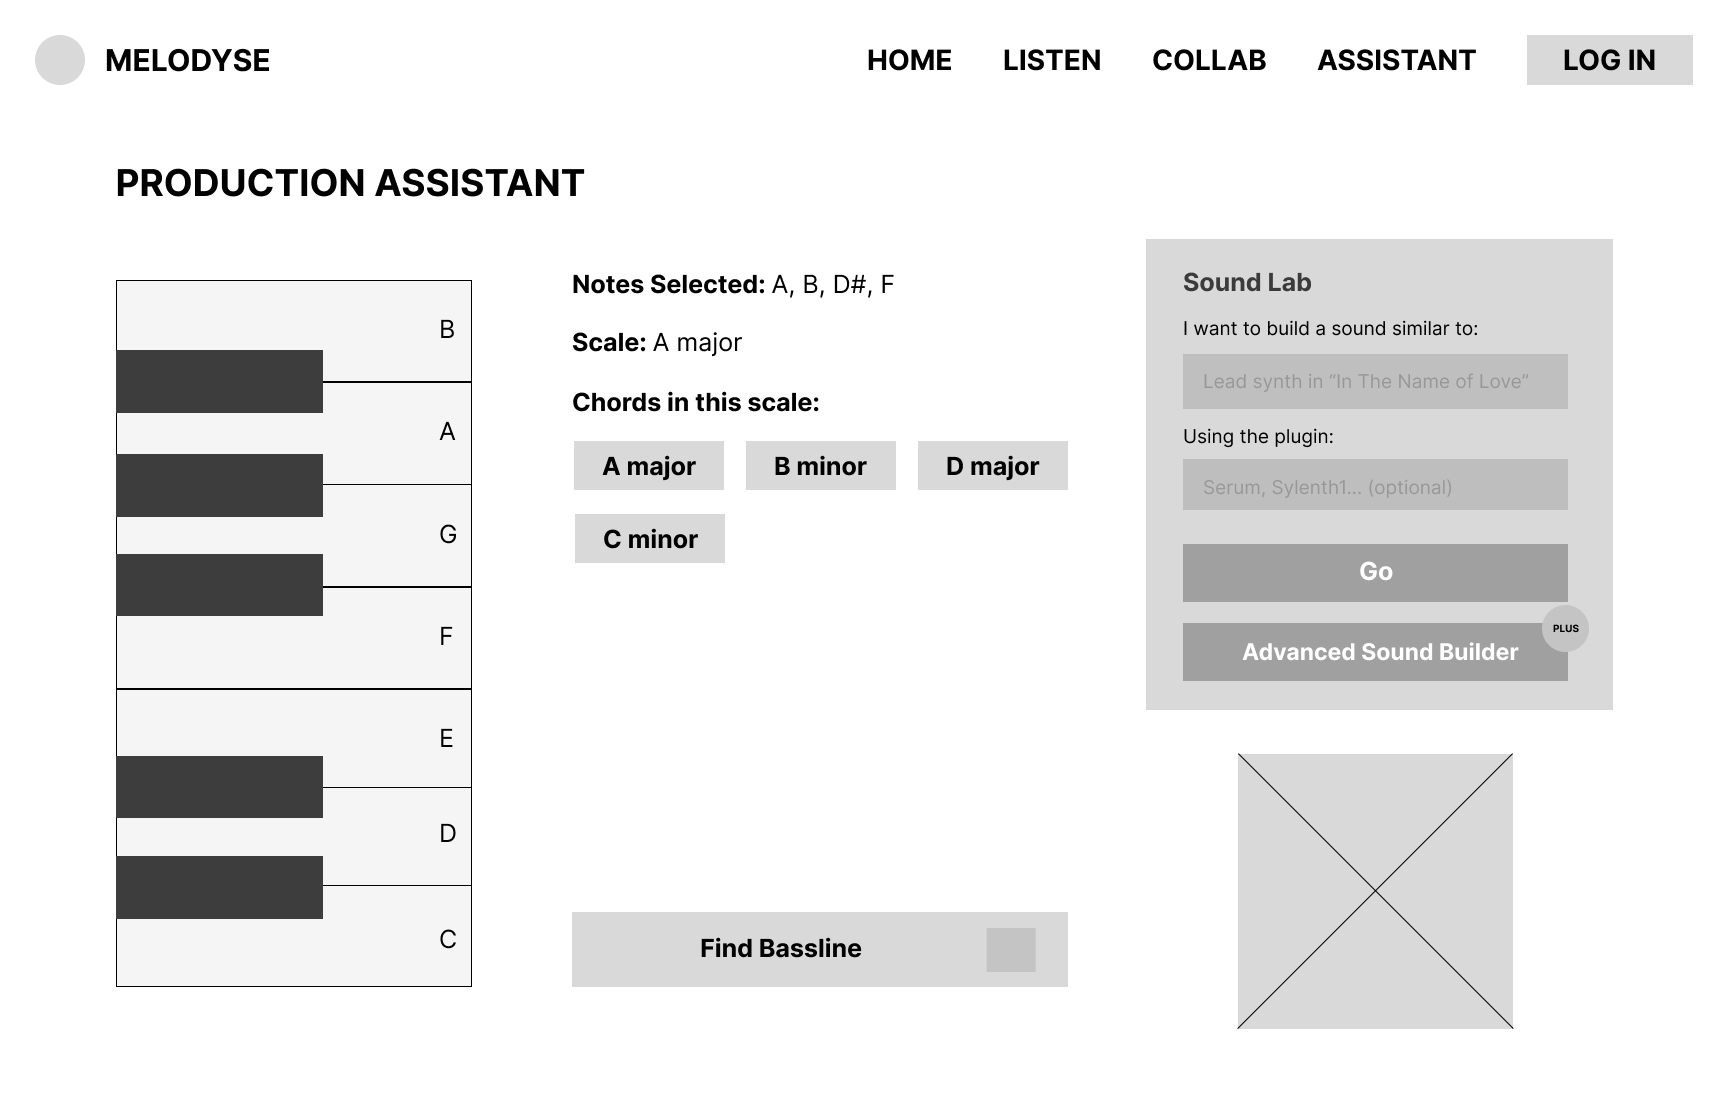 MELODYSE
HOME LISTEN COLLAB ASSISTANT LOG IN
PRODUCTION ASSISTANT
B
A
G
F
E
D
C
Notes Selected: A, B, D#, F
Scale: A major
Chords in this scale:
A major B minor D major
C minor
Find Bassline
Sound Lab
I want to build a sound similar to:
Lead synth in “In The Name of Love”
Using the plugin:
Serum, Sylenth1... (optional)
Go
PLUS
Advanced Sound Builder